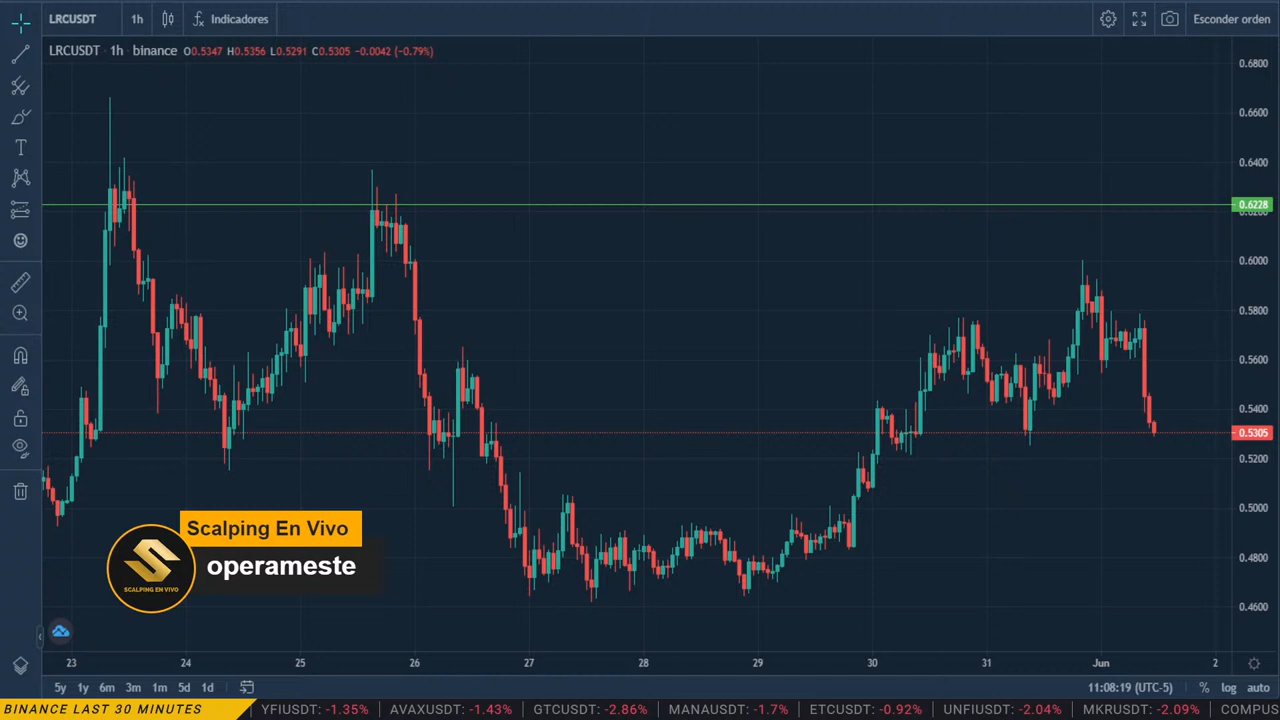 LRCUSDT 1h Indicadores Esconder orden
LRCUSDT · 1h · binance O0.5347 H0.5356 L0.5291 C0.5305 −0.0042 (−0.79%)
0.6800
0.6600
0.6400
0.6228
0.6200
0.6000
0.5800
0.5600
0.5400
0.5305
0.5200
0.5000
0.4800
0.4600
Scalping En Vivo
operameste
SCALPING EN VIVO
23 24 25 26 27 28 29 30 31 Jun 2
5y 1y 6m 3m 1m 5d 1d 11:08:19 (UTC-5) % log auto
BINANCE LAST 30 MINUTES YFIUSDT: -1.35% AVAXUSDT: -1.43% GTCUSDT: -2.86% MANAUSDT: -1.7% ETCUSDT: -0.92% UNFIUSDT: -2.04% MKRUSDT: -2.09% COMPUS